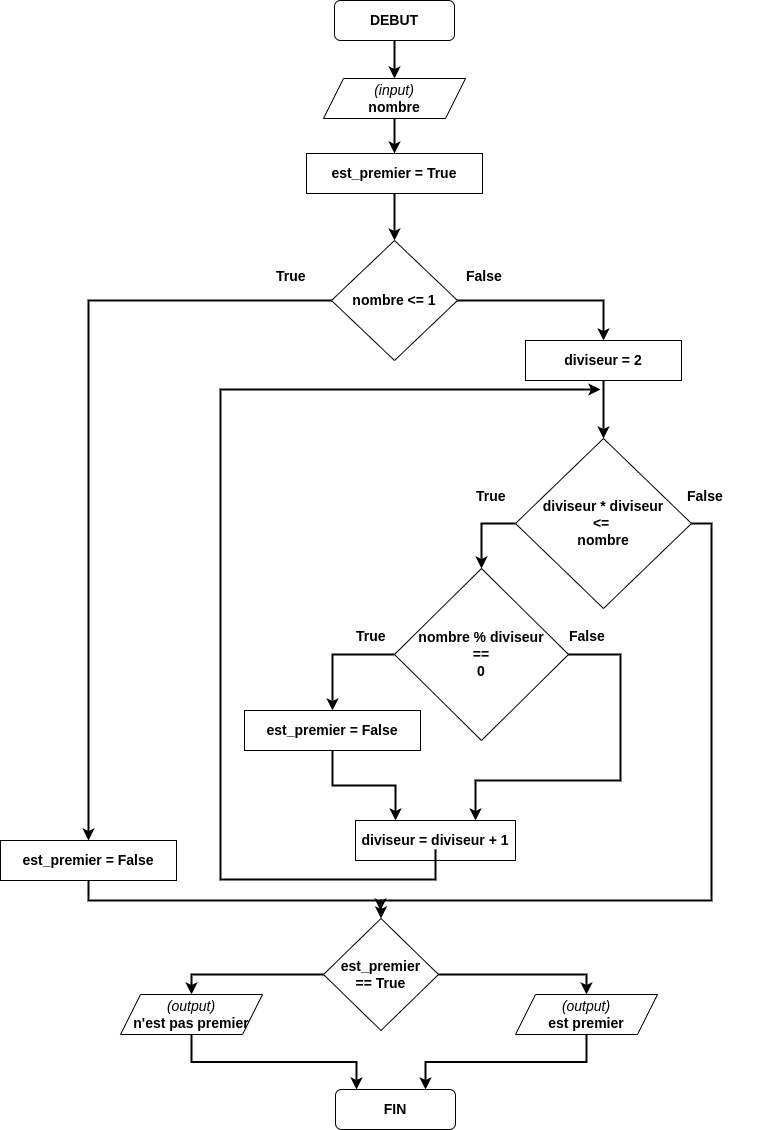 DEBUT
(input)
nombre
est_premier = True
True
False
nombre <= 1
diviseur = 2
True
False
diviseur * diviseur
<=
nombre
True
False
nombre % diviseur
==
0
est_premier = False
diviseur = diviseur + 1
est_premier = False
est_premier
== True
(output)
n'est pas premier
(output)
est premier
FIN